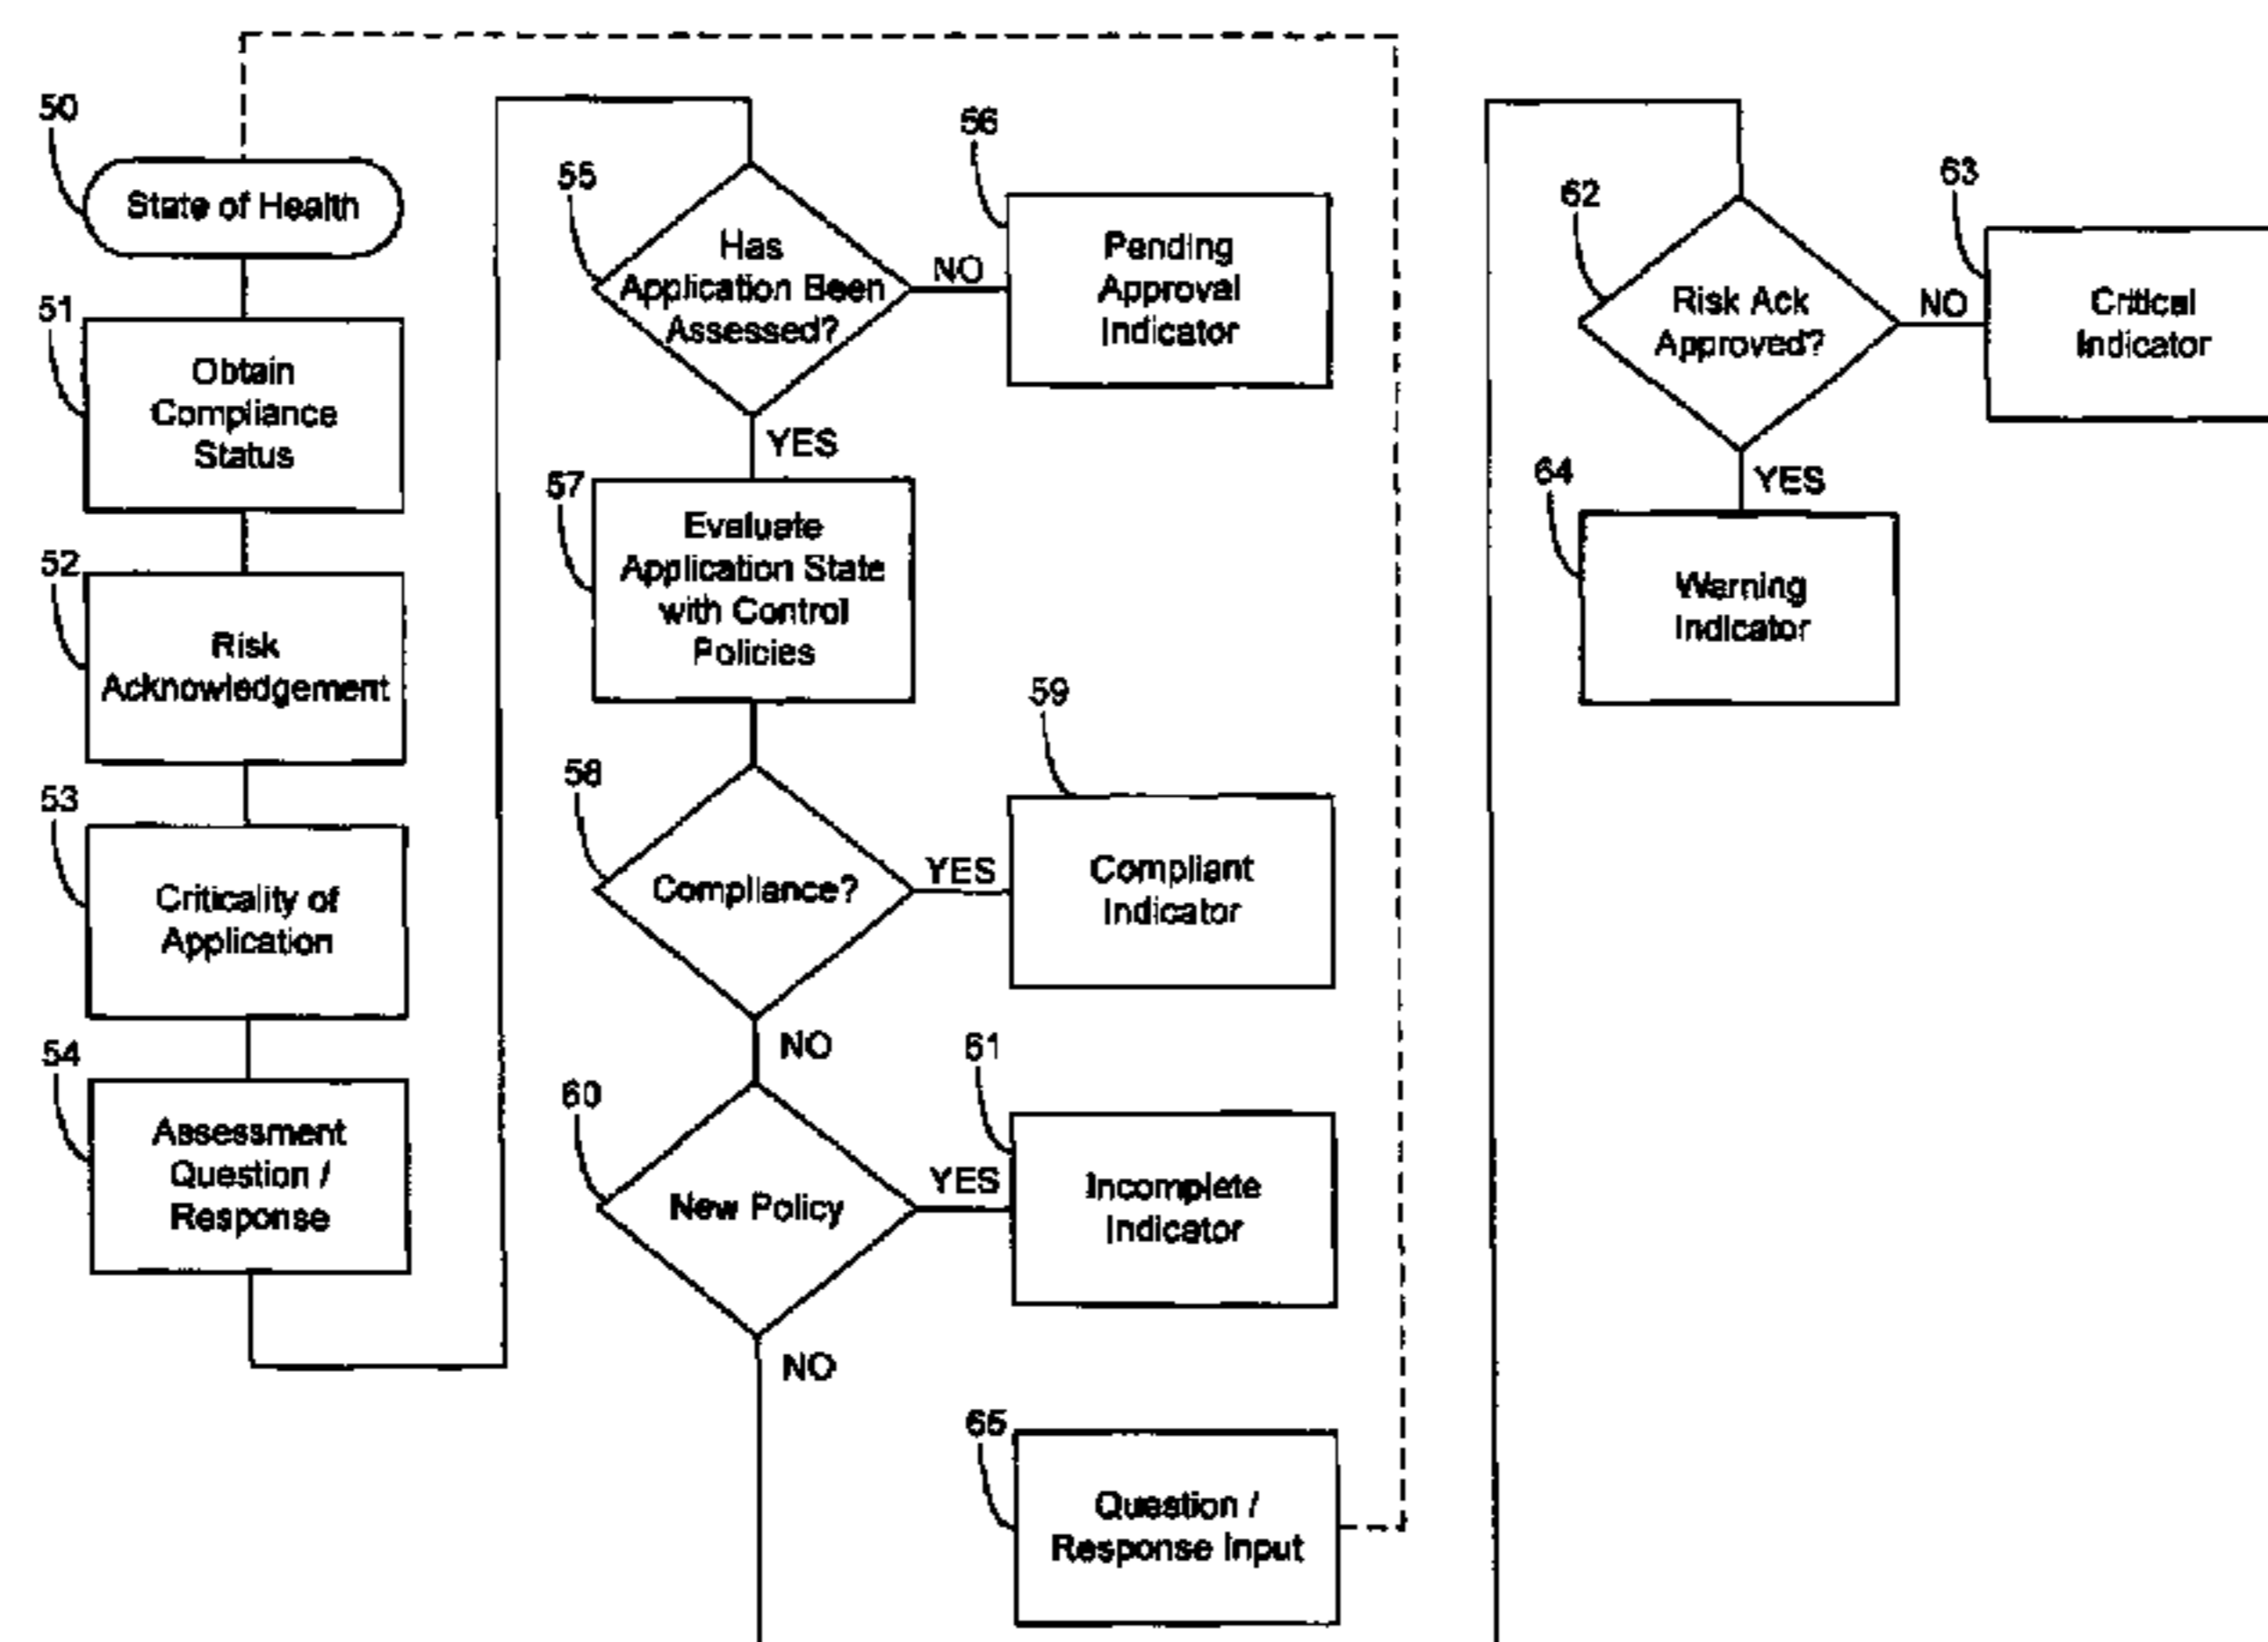 50
State of Health
51
Obtain
Compliance
Status
52
Risk
Acknowledgement
53
Criticality of
Application
54
Assessment
Question /
Response
55
Has
Application Been
Assessed?
NO
YES
56
Pending
Approval
Indicator
57
Evaluate
Application State
with Control
Policies
58
Compliance?
YES
NO
59
Compliant
Indicator
60
New Policy
YES
NO
61
Incomplete
Indicator
65
Question /
Response Input
62
Risk Ack
Approved?
NO
YES
63
Critical
Indicator
64
Warning
Indicator